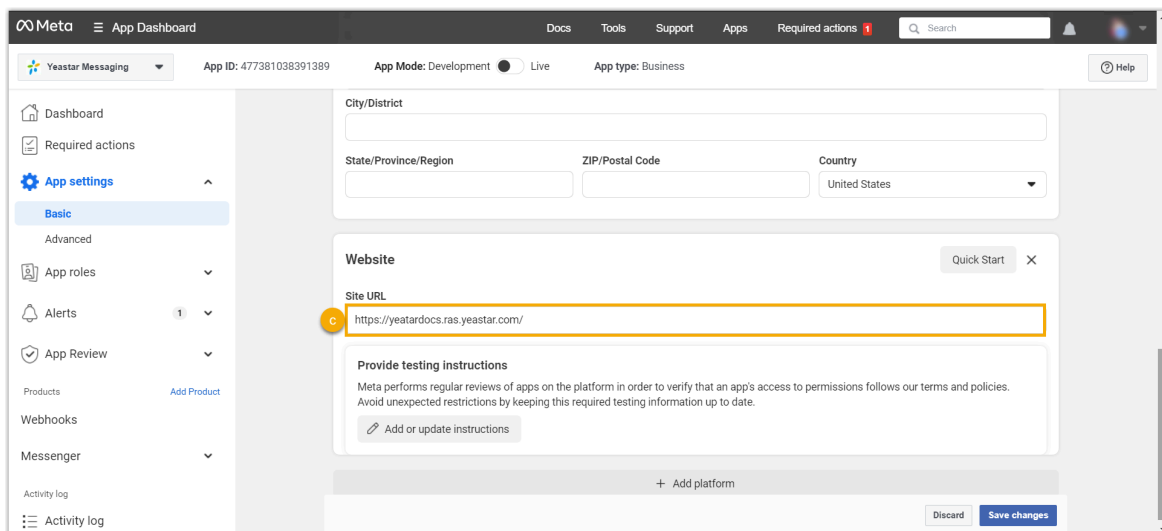 Meta
App Dashboard
Docs
Tools
Support
Apps
Required actions 1
Search
Yeastar Messaging
App ID: 477381038391389
App Mode: Development
Live
App type: Business
Help
Dashboard
Required actions
App settings
Basic
Advanced
App roles
Alerts 1
App Review
Products
Add Product
Webhooks
Messenger
Activity log
Activity log
City/District
State/Province/Region
ZIP/Postal Code
Country
United States
Website
Quick Start
Site URL
c
https://yeatardocs.ras.yeastar.com/
Provide testing instructions
Meta performs regular reviews of apps on the platform in order to verify that an app's access to permissions follows our terms and policies.
Avoid unexpected restrictions by keeping this required testing information up to date.
Add or update instructions
+ Add platform
Discard
Save changes